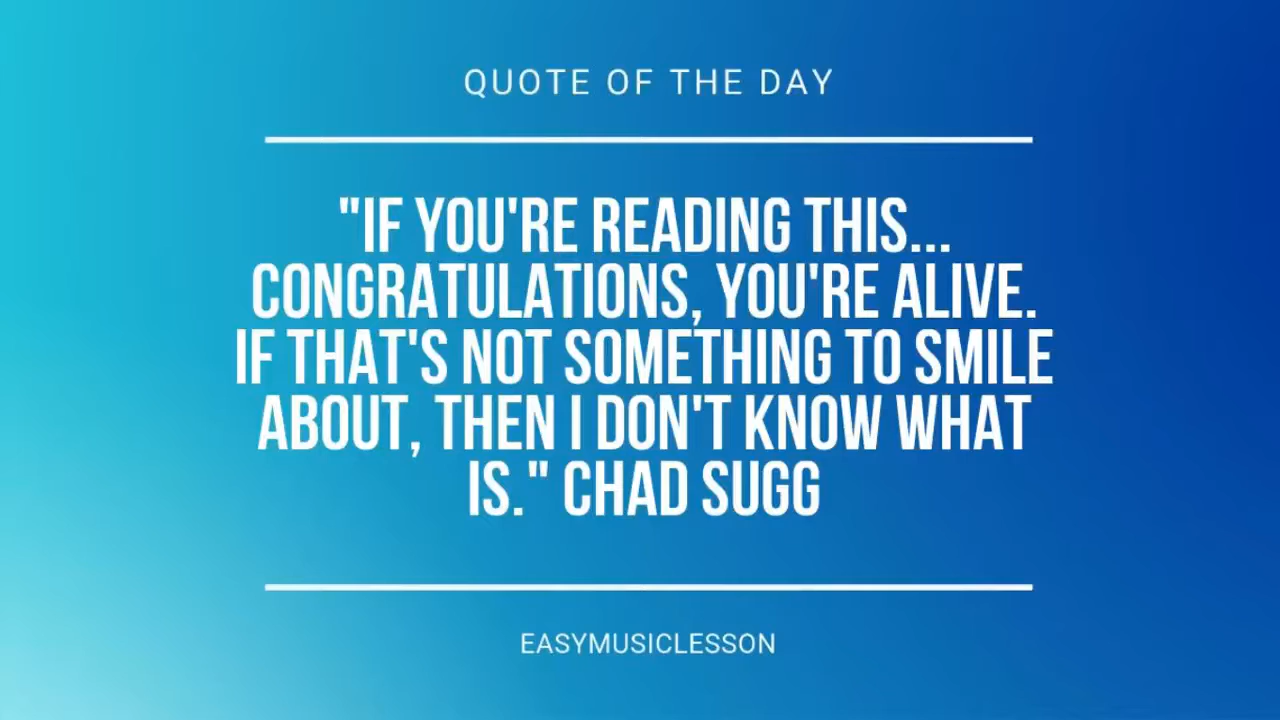 QUOTE OF THE DAY
"IF YOU'RE READING THIS...
CONGRATULATIONS, YOU'RE ALIVE.
IF THAT'S NOT SOMETHING TO SMILE
ABOUT, THEN I DON'T KNOW WHAT
IS." CHAD SUGG
EASYMUSICLESSON